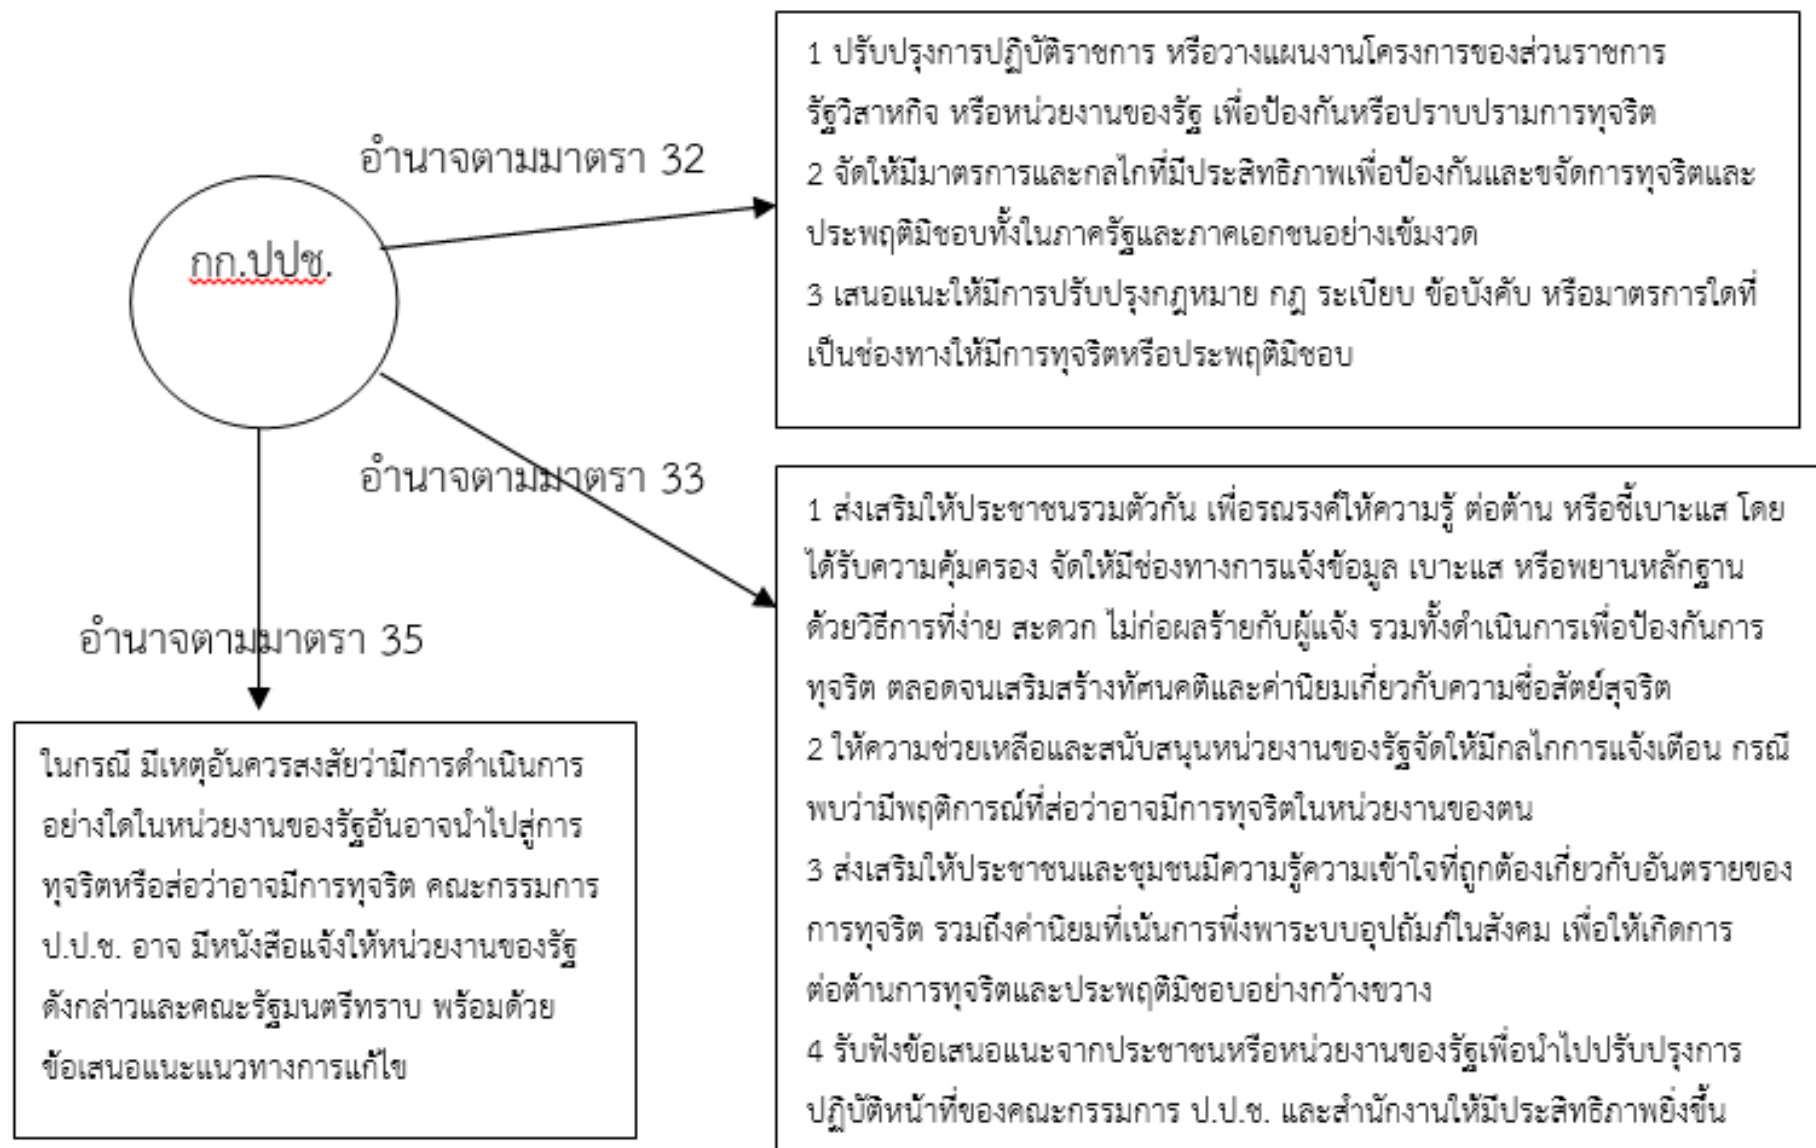 กก.ปปช.
อำนาจตามมาตรา 32
1 ปรับปรุงการปฏิบัติราชการ หรือวางแผนงานโครงการของส่วนราชการ
รัฐวิสาหกิจ หรือหน่วยงานของรัฐ เพื่อป้องกันหรือปราบปรามการทุจริต
2 จัดให้มีมาตรการและกลไกที่มีประสิทธิภาพเพื่อป้องกันและขจัดการทุจริตและ
ประพฤติมิชอบทั้งในภาครัฐและภาคเอกชนอย่างเข้มงวด
3 เสนอแนะให้มีการปรับปรุงกฎหมาย กฎ ระเบียบ ข้อบังคับ หรือมาตรการใดที่
เป็นช่องทางให้มีการทุจริตหรือประพฤติมิชอบ
อำนาจตามมาตรา 33
1 ส่งเสริมให้ประชาชนรวมตัวกัน เพื่อรณรงค์ให้ความรู้ ต่อต้าน หรือชี้เบาะแส โดย
ได้รับความคุ้มครอง จัดให้มีช่องทางการแจ้งข้อมูล เบาะแส หรือพยานหลักฐาน
ด้วยวิธีการที่ง่าย สะดวก ไม่ก่อผลร้ายกับผู้แจ้ง รวมทั้งดำเนินการเพื่อป้องกันการ
ทุจริต ตลอดจนเสริมสร้างทัศนคติและค่านิยมเกี่ยวกับความซื่อสัตย์สุจริต
2 ให้ความช่วยเหลือและสนับสนุนหน่วยงานของรัฐจัดให้มีกลไกการแจ้งเตือน กรณี
พบว่ามีพฤติการณ์ที่ส่อว่าอาจมีการทุจริตในหน่วยงานของตน
3 ส่งเสริมให้ประชาชนและชุมชนมีความรู้ความเข้าใจที่ถูกต้องเกี่ยวกับอันตรายของ
การทุจริต รวมถึงค่านิยมที่เน้นการพึ่งพาระบบอุปถัมภ์ในสังคม เพื่อให้เกิดการ
ต่อต้านการทุจริตและประพฤติมิชอบอย่างกว้างขวาง
4 รับฟังข้อเสนอแนะจากประชาชนหรือหน่วยงานของรัฐเพื่อนำไปปรับปรุงการ
ปฏิบัติหน้าที่ของคณะกรรมการ ป.ป.ช. และสำนักงานให้มีประสิทธิภาพยิ่งขึ้น
อำนาจตามมาตรา 35
ในกรณี มีเหตุอันควรสงสัยว่ามีการดำเนินการ
อย่างใดในหน่วยงานของรัฐอันอาจนำไปสู่การ
ทุจริตหรือส่อว่าอาจมีการทุจริต คณะกรรมการ
ป.ป.ช. อาจ มีหนังสือแจ้งให้หน่วยงานของรัฐ
ดังกล่าวและคณะรัฐมนตรีทราบ พร้อมด้วย
ข้อเสนอแนะแนวทางการแก้ไข